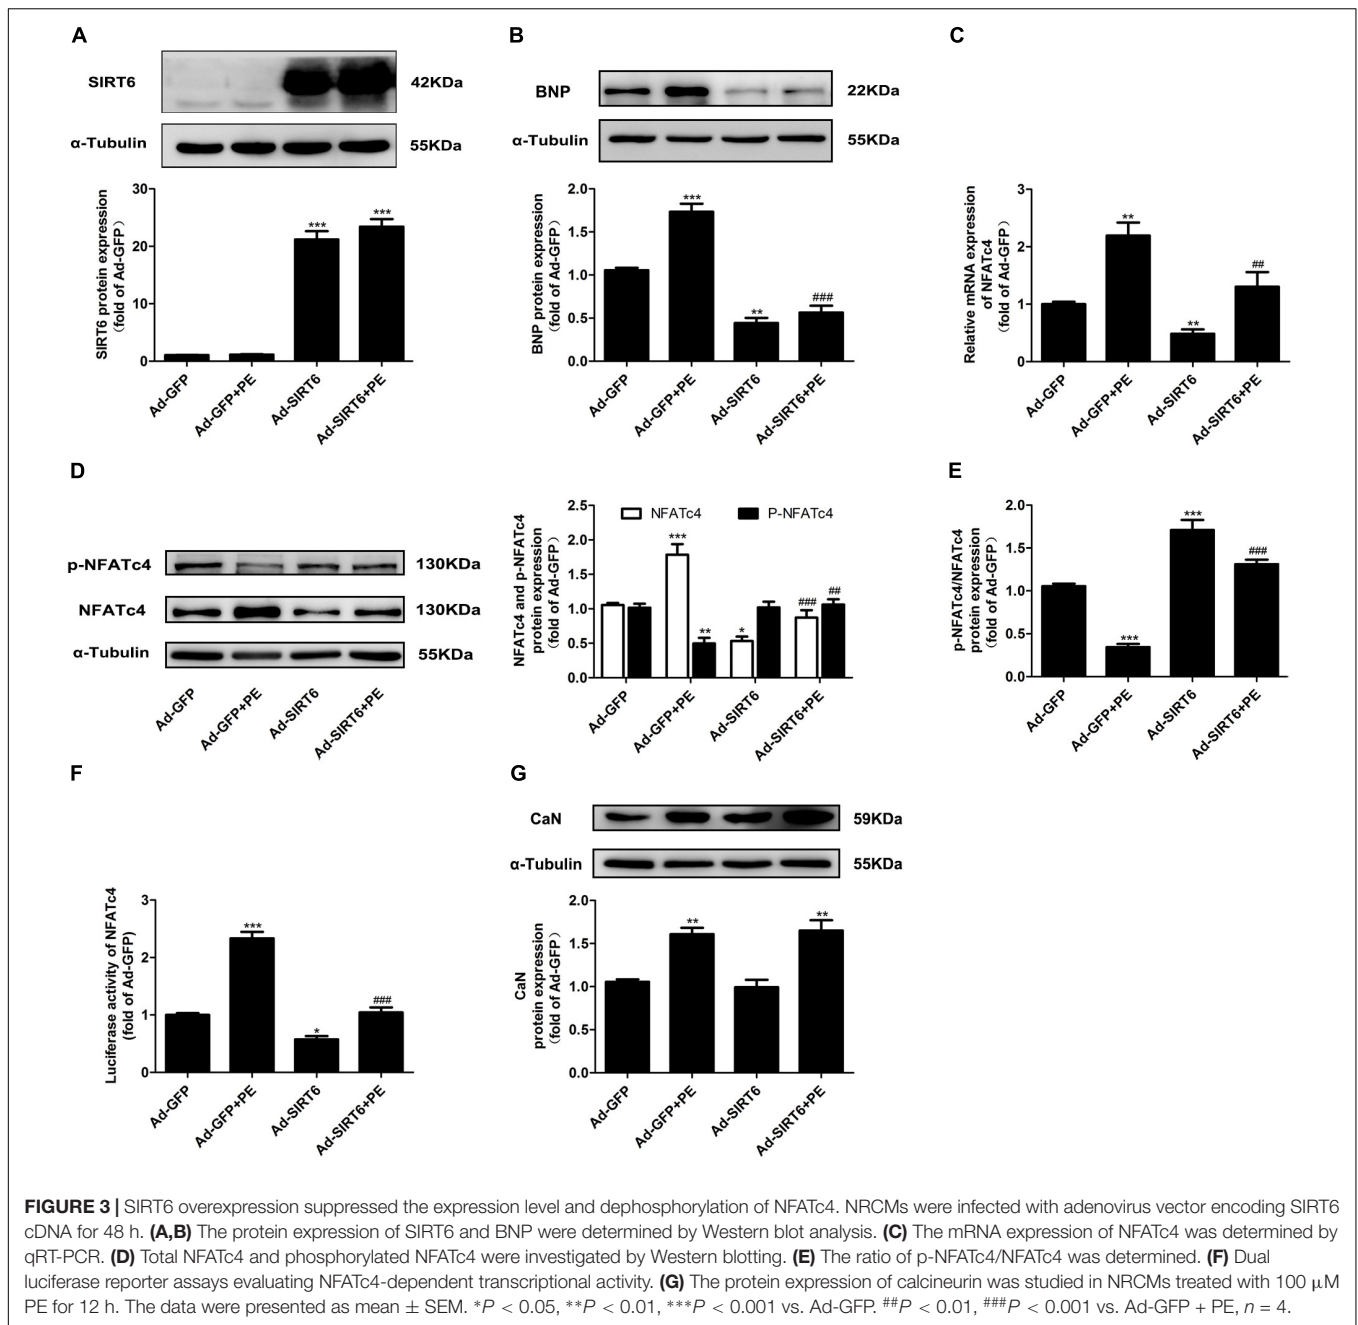 A
SIRT6
42KDa
α-Tubulin
55KDa
SIRT6 protein expression
(fold of Ad-GFP)
30
20
10
0
***
***
Ad-GFP
Ad-GFP+PE
Ad-SIRT6
Ad-SIRT6+PE
B
BNP
22KDa
α-Tubulin
55KDa
BNP protein expression
(fold of Ad-GFP)
2.0
1.5
1.0
0.5
0.0
***
**
###
Ad-GFP
Ad-GFP+PE
Ad-SIRT6
Ad-SIRT6+PE
C
Relative mRNA expression
of NFATc4
(fold of Ad-GFP)
3
2
1
0
**
**
##
Ad-GFP
Ad-GFP+PE
Ad-SIRT6
Ad-SIRT6+PE
D
p-NFATc4
130KDa
NFATc4
130KDa
α-Tubulin
55KDa
Ad-GFP
Ad-GFP+PE
Ad-SIRT6
Ad-SIRT6+PE
NFATc4 and p-NFATc4
protein expression
(fold of Ad-GFP)
2.5
2.0
1.5
1.0
0.5
0.0
NFATc4
P-NFATc4
***
**
*
###
##
Ad-GFP
Ad-GFP+PE
Ad-SIRT6
Ad-SIRT6+PE
E
p-NFATc4/NFATc4
protein expression
(fold of Ad-GFP)
2.0
1.5
1.0
0.5
0.0
***
***
###
Ad-GFP
Ad-GFP+PE
Ad-SIRT6
Ad-SIRT6+PE
F
Luciferase activity of NFATc4
(fold of Ad-GFP)
3
2
1
0
***
*
###
Ad-GFP
Ad-GFP+PE
Ad-SIRT6
Ad-SIRT6+PE
G
CaN
59KDa
α-Tubulin
55KDa
CaN
protein expression
(fold of Ad-GFP)
2.0
1.5
1.0
0.5
0.0
**
**
Ad-GFP
Ad-GFP+PE
Ad-SIRT6
Ad-SIRT6+PE
FIGURE 3 | SIRT6 overexpression suppressed the expression level and dephosphorylation of NFATc4. NRCMs were infected with adenovirus vector encoding SIRT6
cDNA for 48 h. (A,B) The protein expression of SIRT6 and BNP were determined by Western blot analysis. (C) The mRNA expression of NFATc4 was determined by
qRT-PCR. (D) Total NFATc4 and phosphorylated NFATc4 were investigated by Western blotting. (E) The ratio of p-NFATc4/NFATc4 was determined. (F) Dual
luciferase reporter assays evaluating NFATc4-dependent transcriptional activity. (G) The protein expression of calcineurin was studied in NRCMs treated with 100 μM
PE for 12 h. The data were presented as mean ± SEM. *P < 0.05, **P < 0.01, ***P < 0.001 vs. Ad-GFP. ##P < 0.01, ###P < 0.001 vs. Ad-GFP + PE, n = 4.